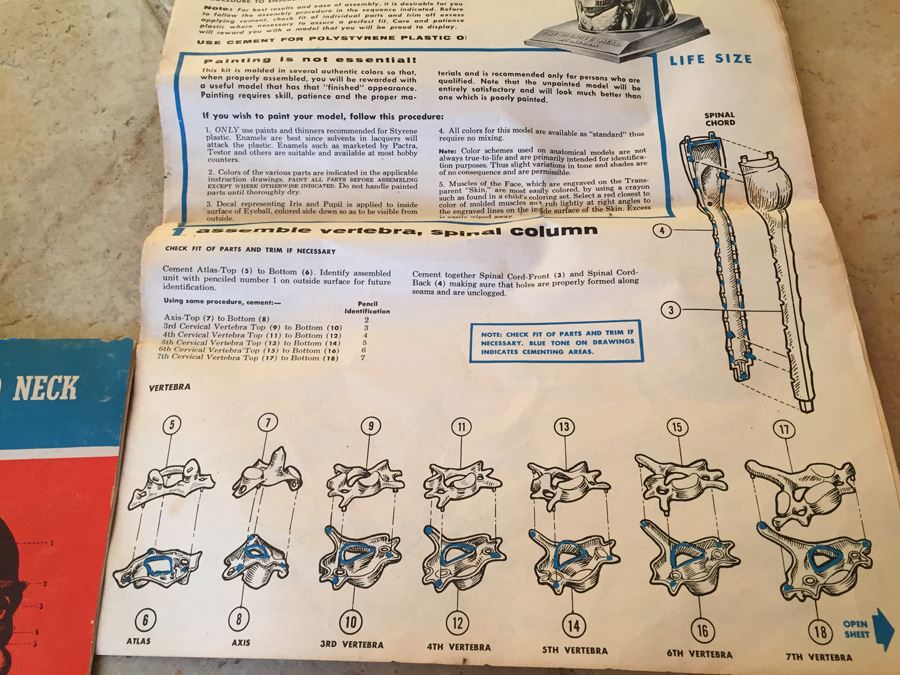 Note: For best results and ease of assembly, it is desirable for you
to follow the assembly procedure in the sequence indicated. Before
applying cement, check fit of individual parts and trim off excess
plastic where necessary to assure a perfect fit. Care and patience
will reward you with a model that you will be proud to display.
USE CEMENT FOR POLYSTYRENE PLASTIC
LIFE SIZE
Painting is not essential!
This kit is molded in several authentic colors so that,
when properly assembled, you will be rewarded with
a useful model that has that "finished" appearance.
Painting requires skill, patience and the proper ma-
terials and is recommended only for persons who are
qualified. Note that the unpainted model will be
entirely satisfactory and will look much better than
one which is poorly painted.
If you wish to paint your model, follow this procedure:
1. ONLY use paints and thinners recommended for Styrene
plastic. Enamels are best since solvents in lacquers will
attack the plastic. Enamels such as marketed by Pactra,
Testor and others are suitable and available at most hobby
counters.
2. Colors of the various parts are indicated in the applicable
instruction drawings. PAINT ALL PARTS BEFORE ASSEMBLING
EXCEPT WHERE OTHERWISE INDICATED. Do not handle painted
parts until thoroughly dry.
3. Decal representing Iris and Pupil is applied to inside
surface of Eyeball, colored side down so as to be visible from
outside.
4. All colors for this model are available as "standard" thus
require no mixing.
Note: Color schemes used on anatomical models are not
always true-to-life and are primarily intended for identifica-
tion purposes. Thus slight variations in tone and shades are
of no consequence and are permissible.
5. Muscles of the Face, which are engraved on the Trans-
parent "Skin," are most easily colored, by using a crayon
such as found in a child's coloring set. Select a red closest to
color of molded muscles and rub lightly at right angles to
the engraved lines on the inside surface of the Skin. Excess
is easily wiped away.
1. assemble vertebra, spinal column
CHECK FIT OF PARTS AND TRIM IF NECESSARY
Cement Atlas-Top (5) to Bottom (6). Identify assembled
unit with penciled number 1 on outside surface for future
identification.
Using same procedure, cement:—
Pencil
Identification
Axis-Top (7) to Bottom (8) 2
3rd Cervical Vertebra Top (9) to Bottom (10) 3
4th Cervical Vertebra Top (11) to Bottom (12) 4
5th Cervical Vertebra Top (13) to Bottom (14) 5
6th Cervical Vertebra Top (15) to Bottom (16) 6
7th Cervical Vertebra Top (17) to Bottom (18) 7
Cement together Spinal Cord-Front (3) and Spinal Cord-
Back (4) making sure that holes are properly formed along
seams and are unclogged.
NOTE: CHECK FIT OF PARTS AND TRIM IF
NECESSARY. BLUE TONE ON DRAWINGS
INDICATES CEMENTING AREAS.
SPINAL
CHORD
4
3
NECK
VERTEBRA
5 7 9 11 13 15 17
6 8 10 12 14 16 18
ATLAS AXIS 3RD VERTEBRA 4TH VERTEBRA 5TH VERTEBRA 6TH VERTEBRA 7TH VERTEBRA
OPEN
SHEET
1
2
3
5